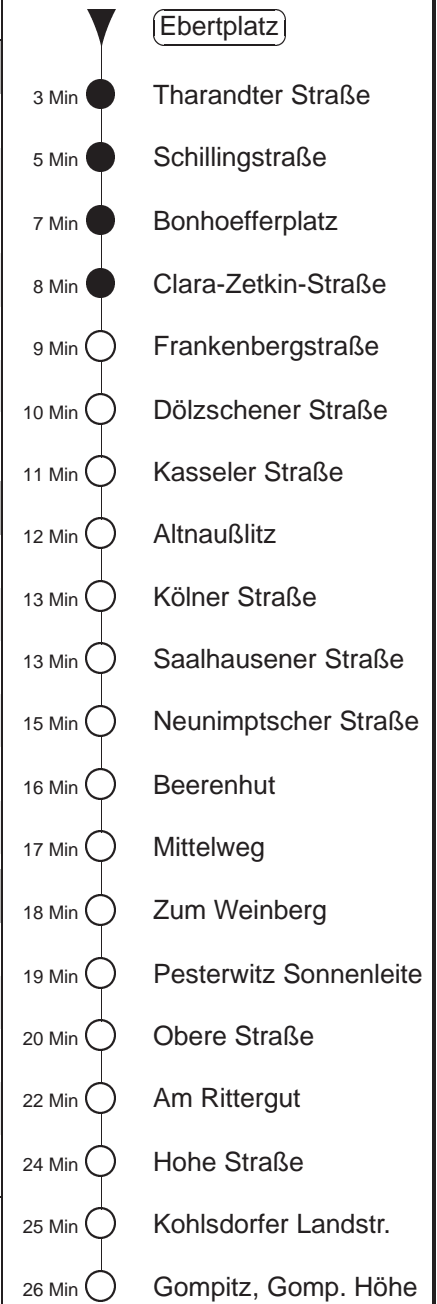 Ebertplatz
3 Min Tharandter Straße
5 Min Schillingstraße
7 Min Bonhoefferplatz
8 Min Clara-Zetkin-Straße
9 Min Frankenbergstraße
10 Min Dölzschener Straße
11 Min Kasseler Straße
12 Min Altnaußlitz
13 Min Kölner Straße
13 Min Saalhausener Straße
15 Min Neunimptscher Straße
16 Min Beerenhut
17 Min Mittelweg
18 Min Zum Weinberg
19 Min Pesterwitz Sonnenleite
20 Min Obere Straße
22 Min Am Rittergut
24 Min Hohe Straße
25 Min Kohlsdorfer Landstr.
26 Min Gompitz, Gomp. Höhe